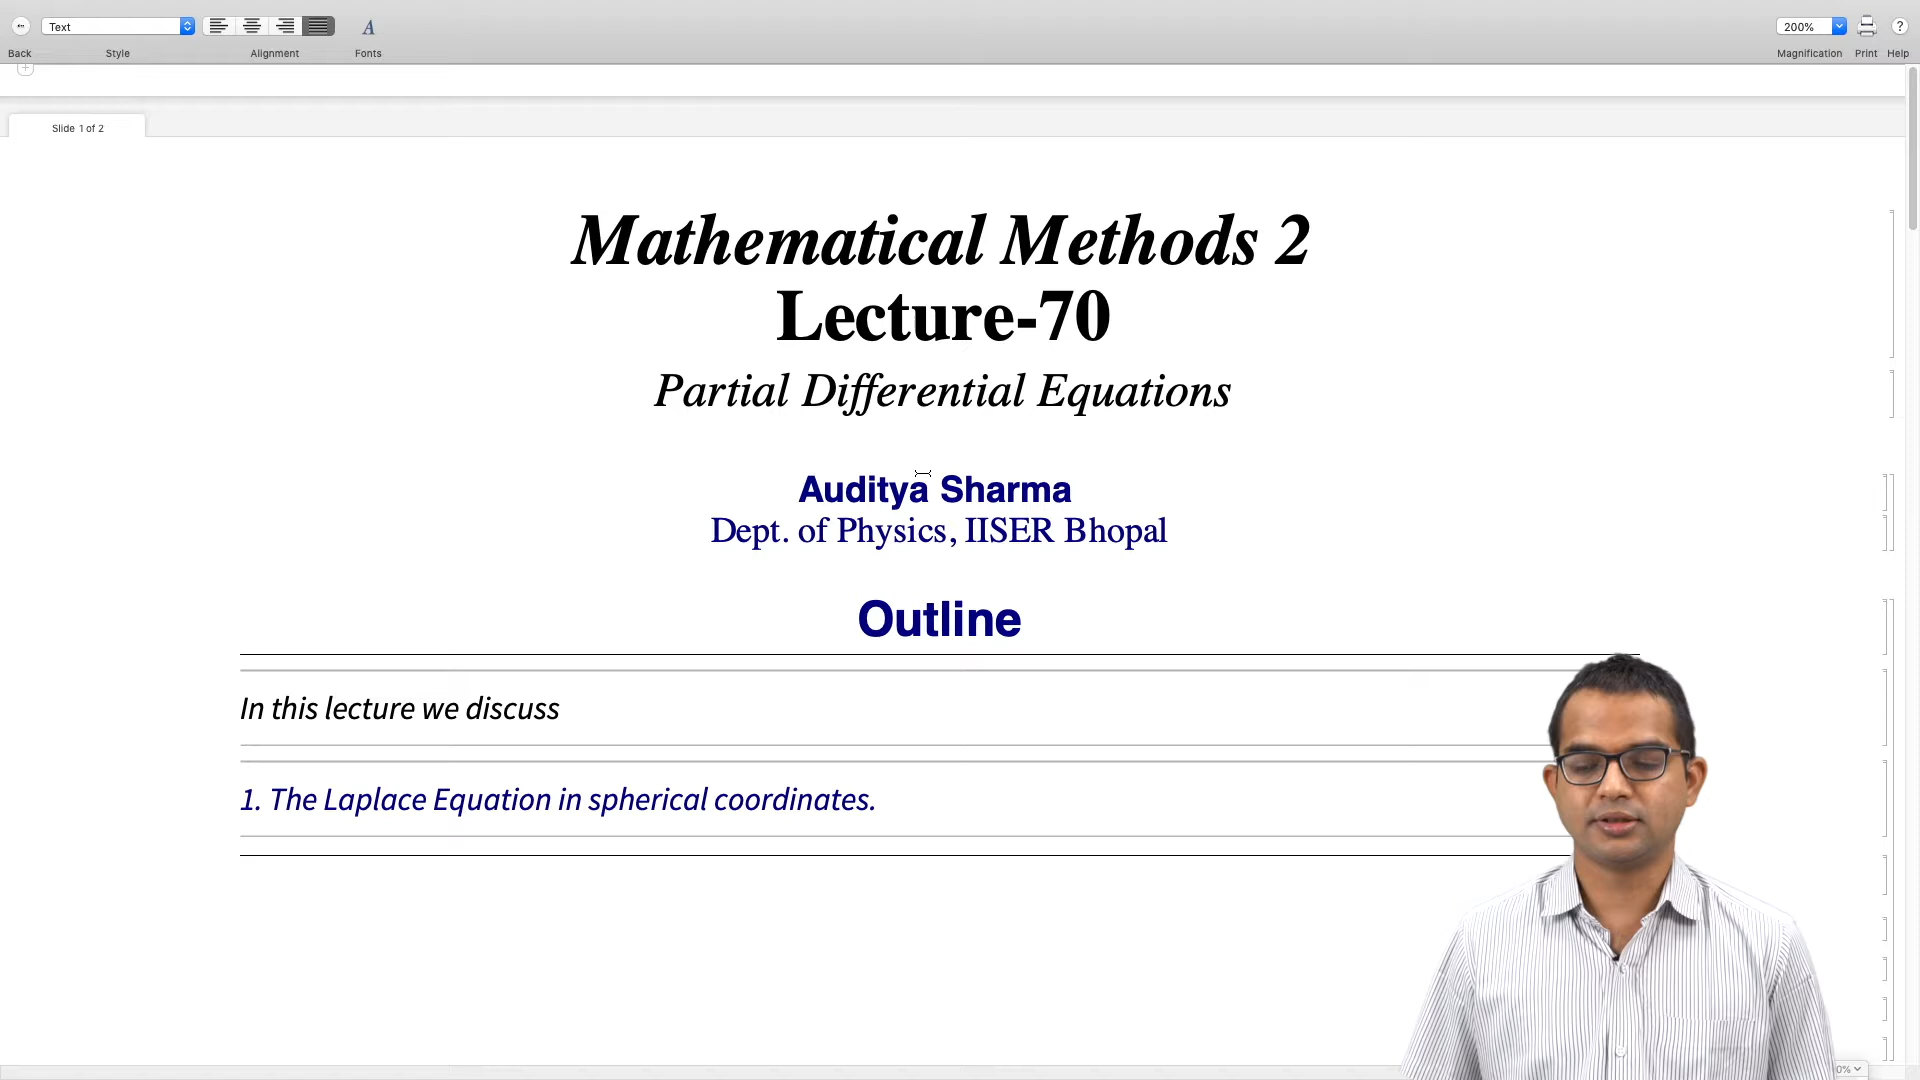 Text
200%
Back
Style
Alignment
Fonts
Magnification
Print
Help
Slide 1 of 2
Mathematical Methods 2
Lecture-70
Partial Differential Equations
Auditya Sharma
Dept. of Physics, IISER Bhopal
Outline
In this lecture we discuss
1. The Laplace Equation in spherical coordinates.